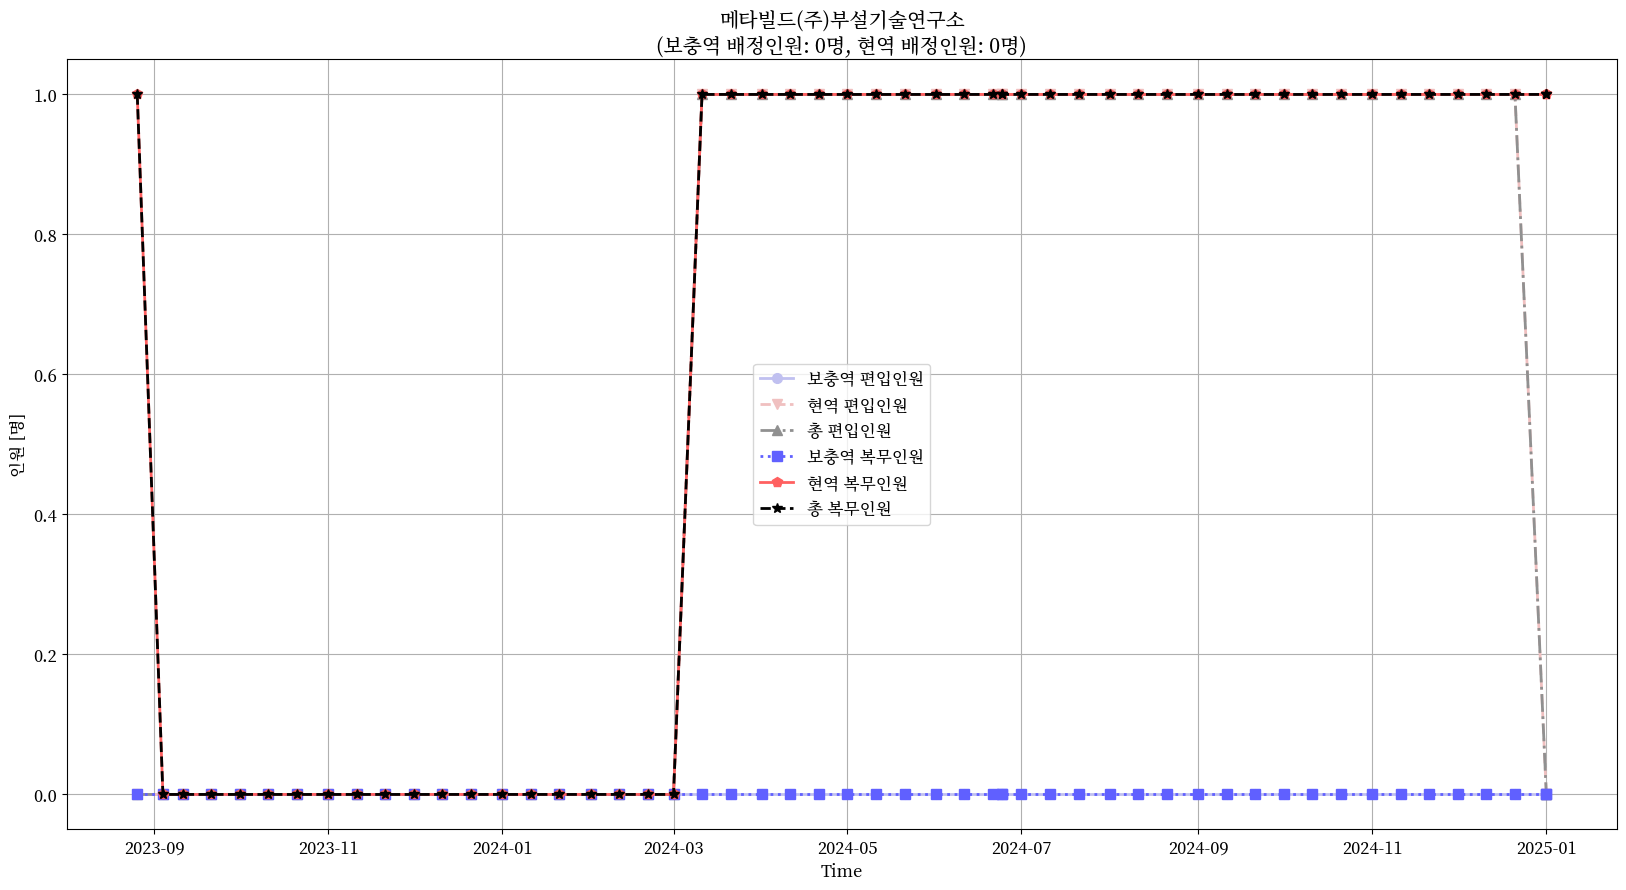 메타빌드(주)부설기술연구소
(보충역 배정인원: 0명, 현역 배정인원: 0명)
인원 [명]
1.0
0.8
0.6
0.4
0.2
0.0
보충역 편입인원
현역 편입인원
총 편입인원
보충역 복무인원
현역 복무인원
총 복무인원
2023-09 2023-11 2024-01 2024-03 2024-05 2024-07 2024-09 2024-11 2025-01
Time